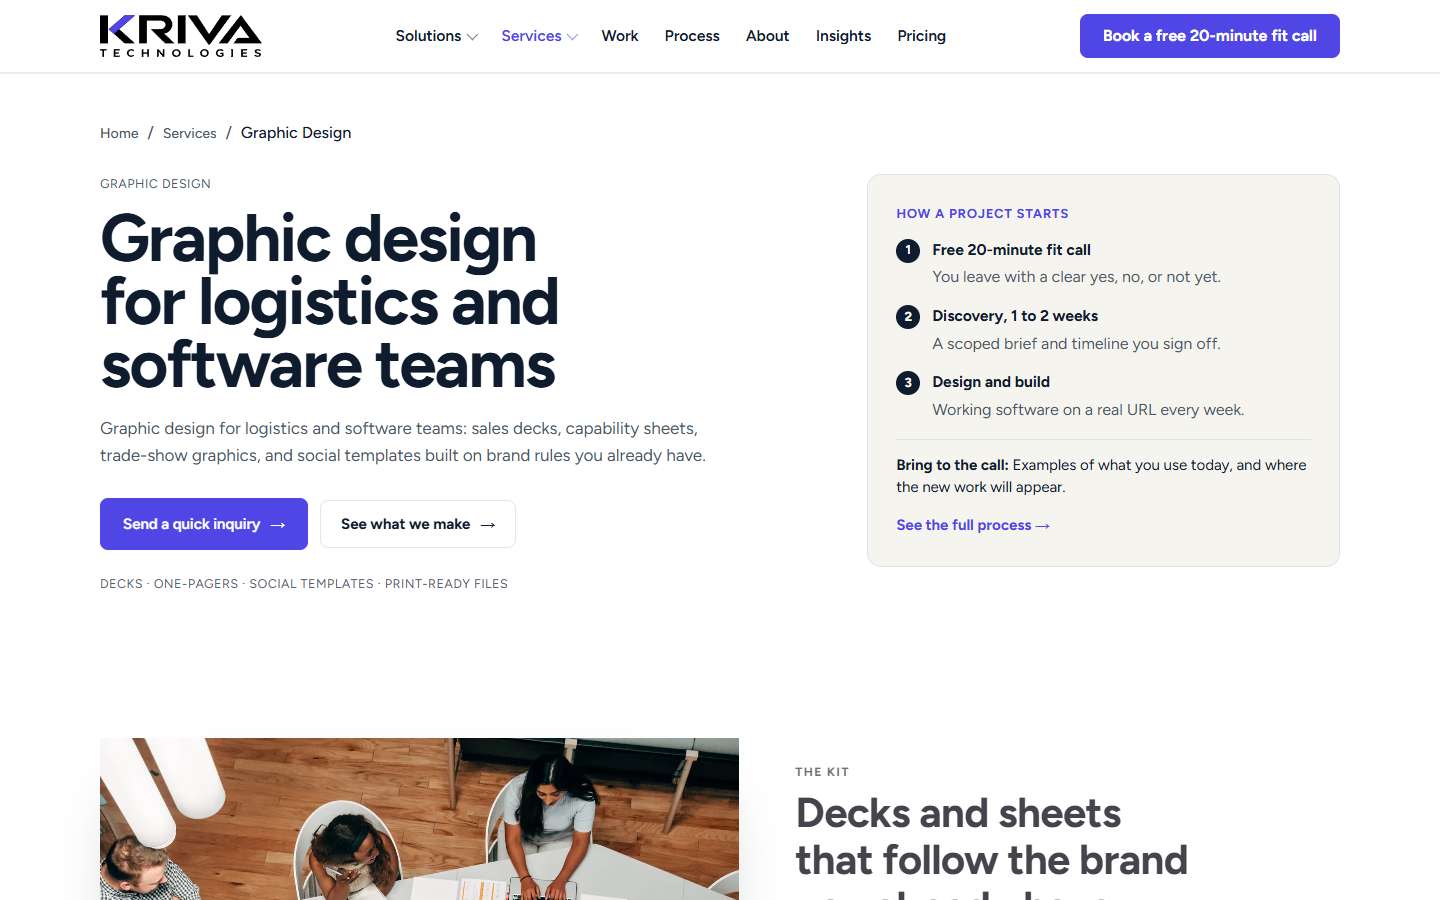 KRIVA
TECHNOLOGIES
Solutions
Services
Work
Process
About
Insights
Pricing
Book a free 20-minute fit call
Home / Services / Graphic Design
GRAPHIC DESIGN
Graphic design
for logistics and
software teams
Graphic design for logistics and software teams: sales decks, capability sheets,
trade-show graphics, and social templates built on brand rules you already have.
Send a quick inquiry →
See what we make →
DECKS · ONE-PAGERS · SOCIAL TEMPLATES · PRINT-READY FILES
HOW A PROJECT STARTS
1 Free 20-minute fit call
You leave with a clear yes, no, or not yet.
2 Discovery, 1 to 2 weeks
A scoped brief and timeline you sign off.
3 Design and build
Working software on a real URL every week.
Bring to the call: Examples of what you use today, and where
the new work will appear.
See the full process →
THE KIT
Decks and sheets
that follow the brand